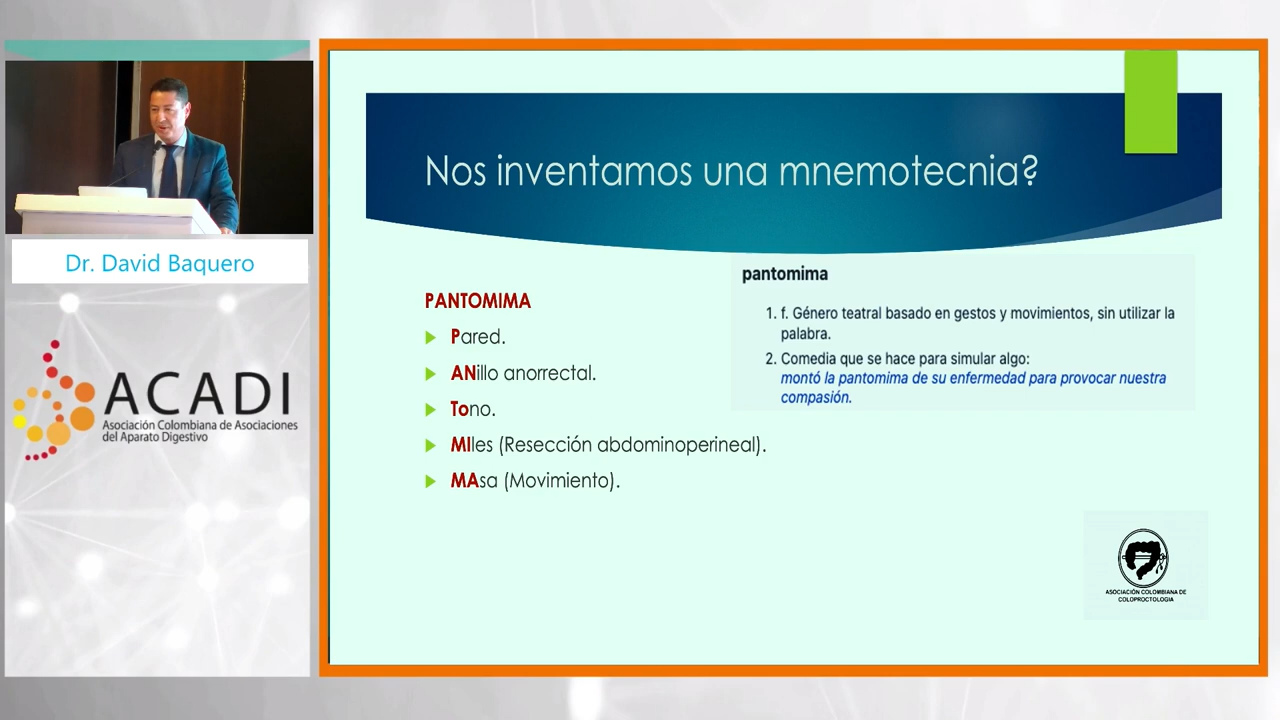 Dr. David Baquero
ACADI
Asociación Colombiana de Asociaciones
del Aparato Digestivo
Nos inventamos una mnemotecnia?
PANTOMIMA
Pared.
ANillo anorrectal.
Tono.
MIles (Resección abdominoperineal).
MAsa (Movimiento).
pantomima
1. f. Género teatral basado en gestos y movimientos, sin utilizar la
palabra.
2. Comedia que se hace para simular algo:
montó la pantomima de su enfermedad para provocar nuestra
compasión.
ASOCIACIÓN COLOMBIANA DE
COLOPROCTOLOGIA